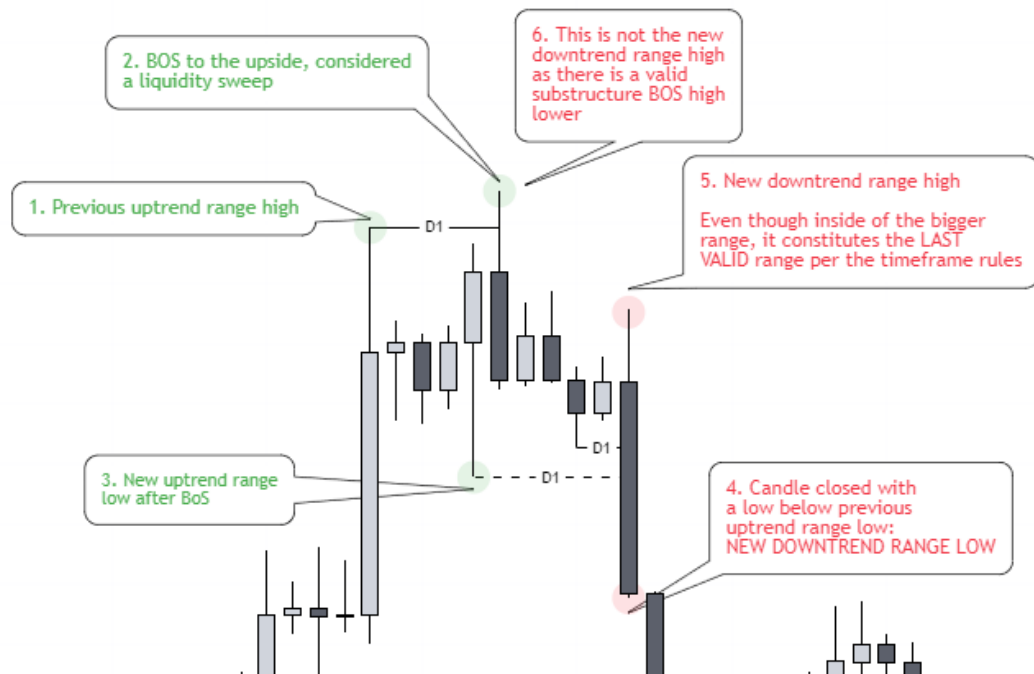 2. BOS to the upside, considered
a liquidity sweep
6. This is not the new
downtrend range high
as there is a valid
substructure BOS high
lower
1. Previous uptrend range high
5. New downtrend range high
Even though inside of the bigger
range, it constitutes the LAST
VALID range per the timeframe rules
D1
D1
D1
3. New uptrend range
low after BoS
4. Candle closed with
a low below previous
uptrend range low:
NEW DOWNTREND RANGE LOW